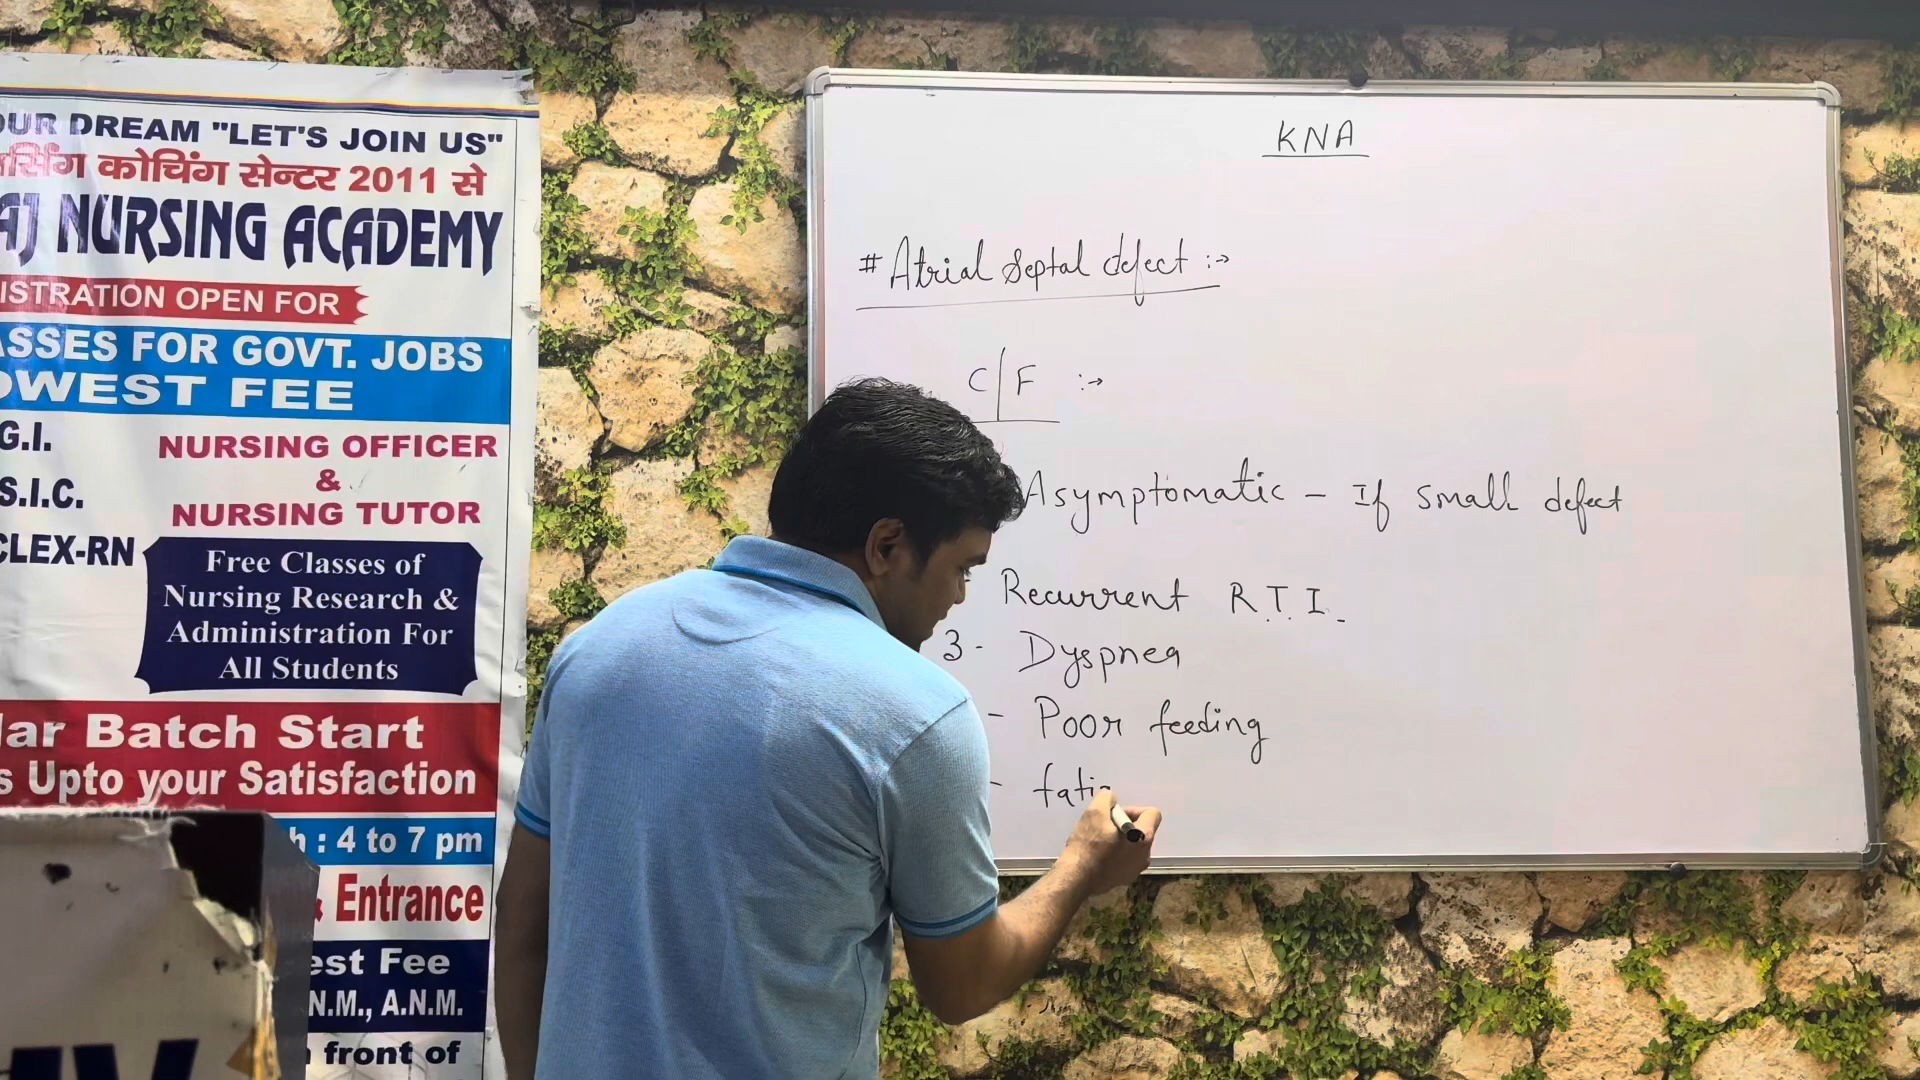 OUR DREAM "LET'S JOIN US"
कोचिंग सेन्टर 2011 से
AJ NURSING ACADEMY
ISTRATION OPEN FOR
ASSES FOR GOVT. JOBS
OWEST FEE
G.I.
NURSING OFFICER
S.I.C.
&
NURSING TUTOR
CLEX-RN
Free Classes of
Nursing Research &
Administration For
All Students
lar Batch Start
s Upto your Satisfaction
h : 4 to 7 pm
& Entrance
est Fee
N.M., A.N.M.
front of
KNA
# Atrial septal defect :→
C/F :→
Asymptomatic - If small defect
Recurrent R.T.I.
3- Dyspnea
- Poor feeding
- fati